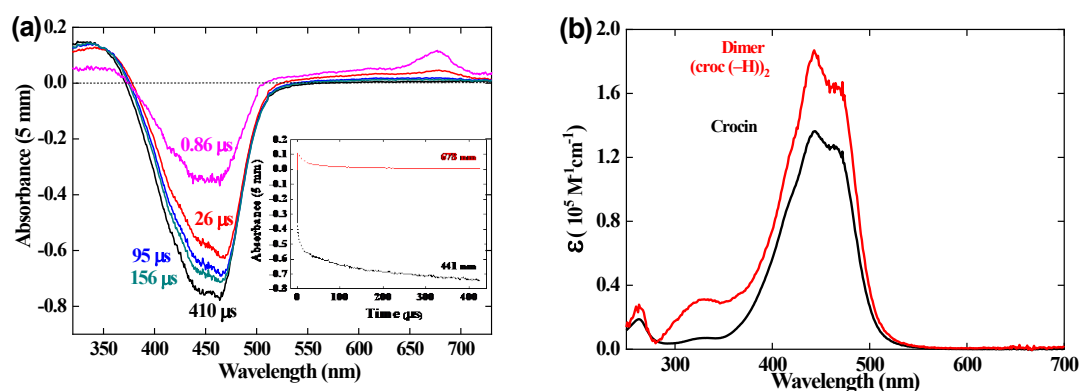 (a)
0.2
0.0
-0.2
-0.4
-0.6
-0.8
Absorbance (5 mm)
0.86 µs
26 µs
95 µs
156 µs
410 µs
350 400 450 500 550 600 650 700
Wavelength (nm)
0.2
0.1
0.0
-0.1
-0.2
-0.3
-0.4
-0.5
-0.6
-0.7
-0.8
Absorbance (5 mm)
441 nm
0 100 200 300 400
Time (µs)
(b)
Dimer
(croc (–H))2
Crocin
1.8
1.2
0.6
0.0
ε ( 10⁵ M⁻¹cm⁻¹)
300 400 500 600 700
Wavelength (nm)